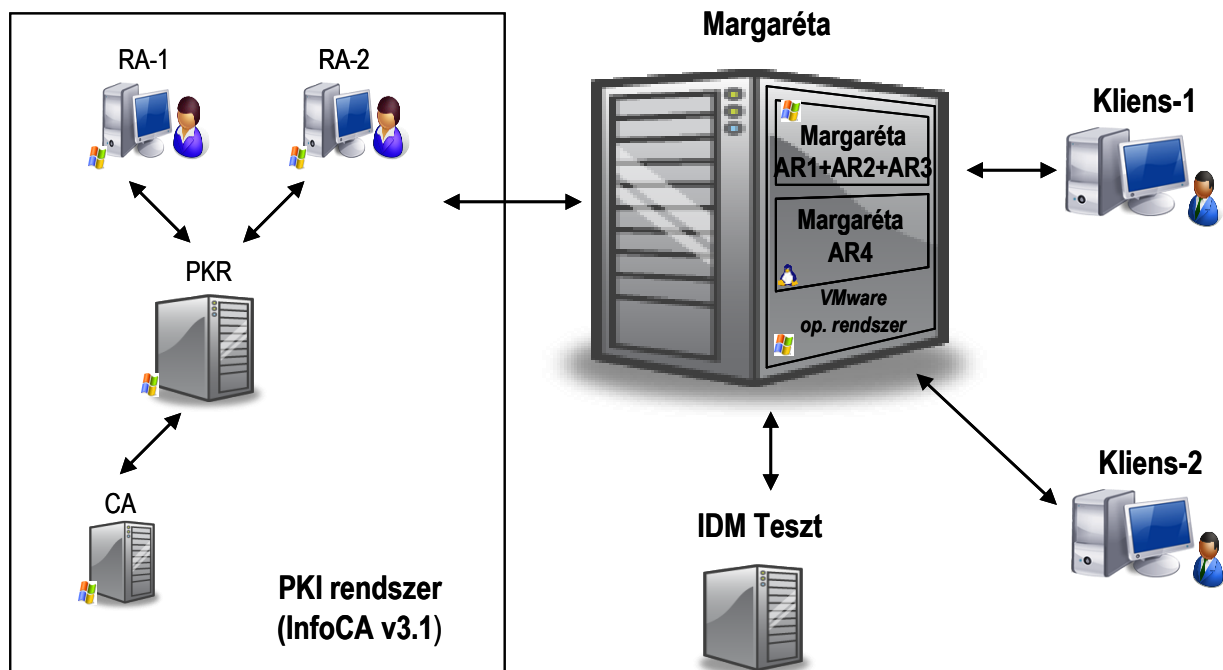 RA-1
RA-2
PKR
CA
PKI rendszer
(InfoCA v3.1)
Margaréta
Margaréta
AR1+AR2+AR3
Margaréta
AR4
VMware
op. rendszer
Kliens-1
Kliens-2
IDM Teszt